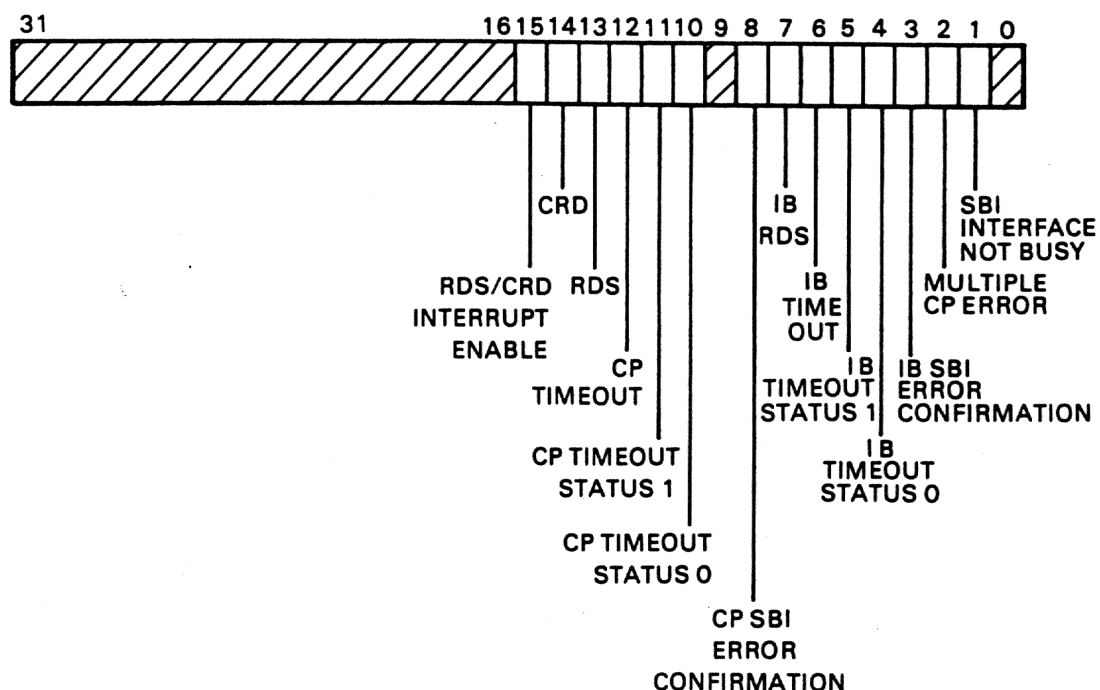 31 16 15 14 13 12 11 10 9 8 7 6 5 4 3 2 1 0
CRD
IB
RDS
SBI
INTERFACE
NOT BUSY
RDS/CRD
INTERRUPT
ENABLE
RDS
IB
TIME
OUT
MULTIPLE
CP ERROR
CP
TIMEOUT
IB
TIMEOUT
STATUS 1
IB SBI
ERROR
CONFIRMATION
CP TIMEOUT
STATUS 1
IB
TIMEOUT
STATUS 0
CP TIMEOUT
STATUS 0
CP SBI
ERROR
CONFIRMATION